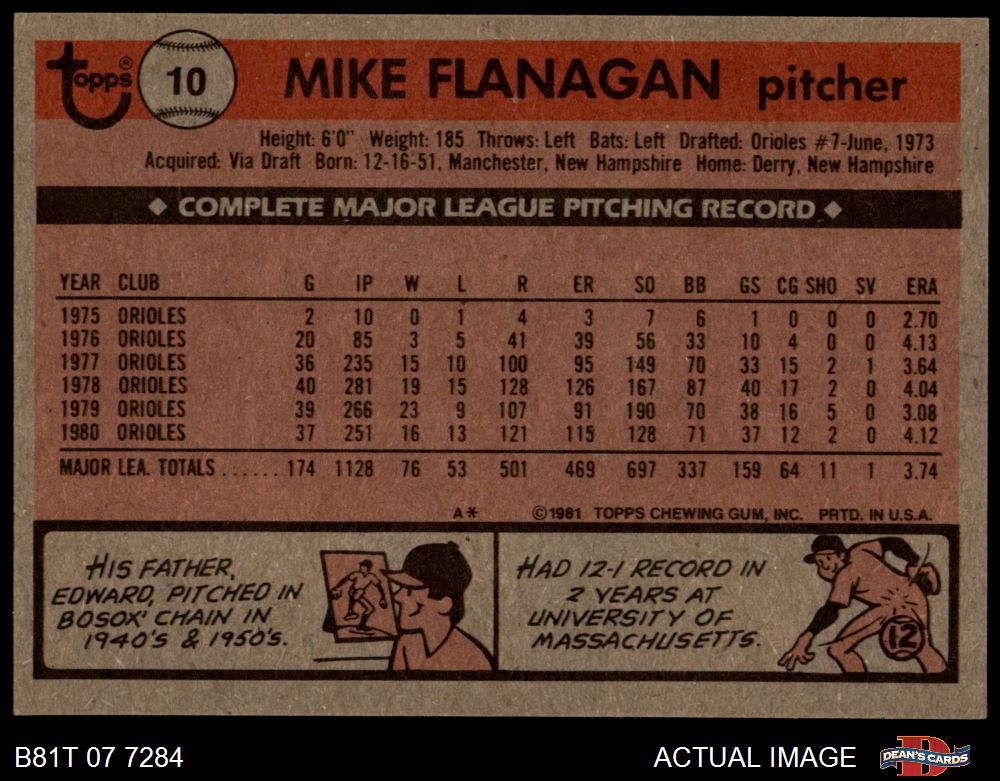 topps® 10 MIKE FLANAGAN pitcher
Height: 6'0" Weight: 185 Throws: Left Bats: Left Drafted: Orioles #7-June, 1973
Acquired: Via Draft Born: 12-16-51, Manchester, New Hampshire Home: Derry, New Hampshire
◆ COMPLETE MAJOR LEAGUE PITCHING RECORD ◆
YEAR CLUB G IP W L R ER SO BB GS CG SHO SV ERA
1975 ORIOLES 2 10 0 1 4 3 7 6 1 0 0 0 2.70
1976 ORIOLES 20 85 3 5 41 39 56 33 10 4 0 0 4.13
1977 ORIOLES 36 235 15 10 100 95 149 70 33 15 2 1 3.64
1978 ORIOLES 40 281 19 15 128 126 167 87 40 17 2 0 4.04
1979 ORIOLES 39 266 23 9 107 91 190 70 38 16 5 0 3.08
1980 ORIOLES 37 251 16 13 121 115 128 71 37 12 2 0 4.12
MAJOR LEA. TOTALS ...... 174 1128 76 53 501 469 697 337 159 64 11 1 3.74
A* ©1981 TOPPS CHEWING GUM, INC. PRTD. IN U.S.A.
HIS FATHER,
EDWARD, PITCHED IN
BOSOX' CHAIN IN
1940'S & 1950'S.
HAD 12-1 RECORD IN
2 YEARS AT
UNIVERSITY OF
MASSACHUSETTS.
12
B81T 07 7284 ACTUAL IMAGE DEAN'S CARDS